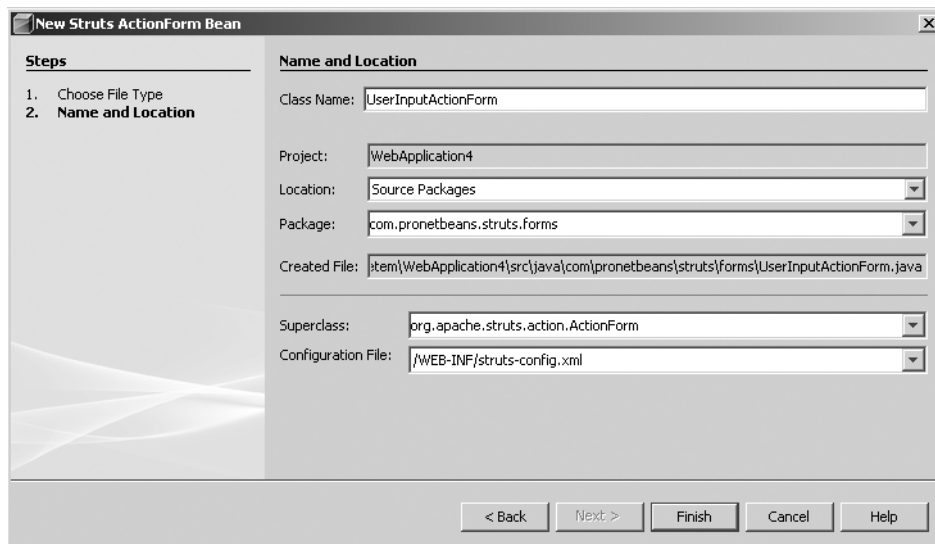 New Struts ActionForm Bean
Steps
1. Choose File Type
2. Name and Location
Name and Location
Class Name: UserInputActionForm
Project: WebApplication4
Location: Source Packages
Package: com.pronetbeans.struts.forms
Created File: tem\WebApplication4\src\java\com\pronetbeans\struts\forms\UserInputActionForm.java
Superclass: org.apache.struts.action.ActionForm
Configuration File: /WEB-INF/struts-config.xml
< Back Next > Finish Cancel Help